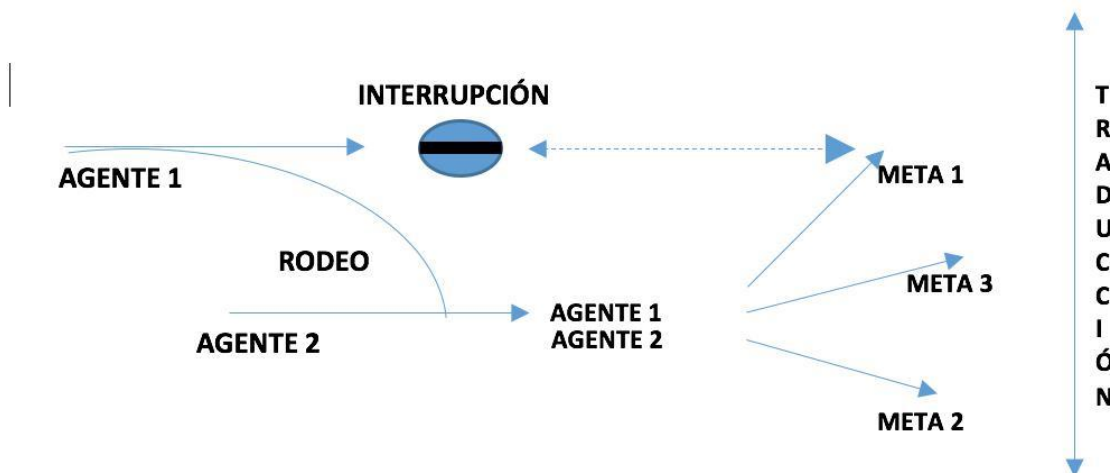 INTERRUPCIÓN
AGENTE 1
META 1
RODEO
META 3
AGENTE 1
AGENTE 2
AGENTE 2
META 2
T
R
A
D
U
C
C
I
Ó
N